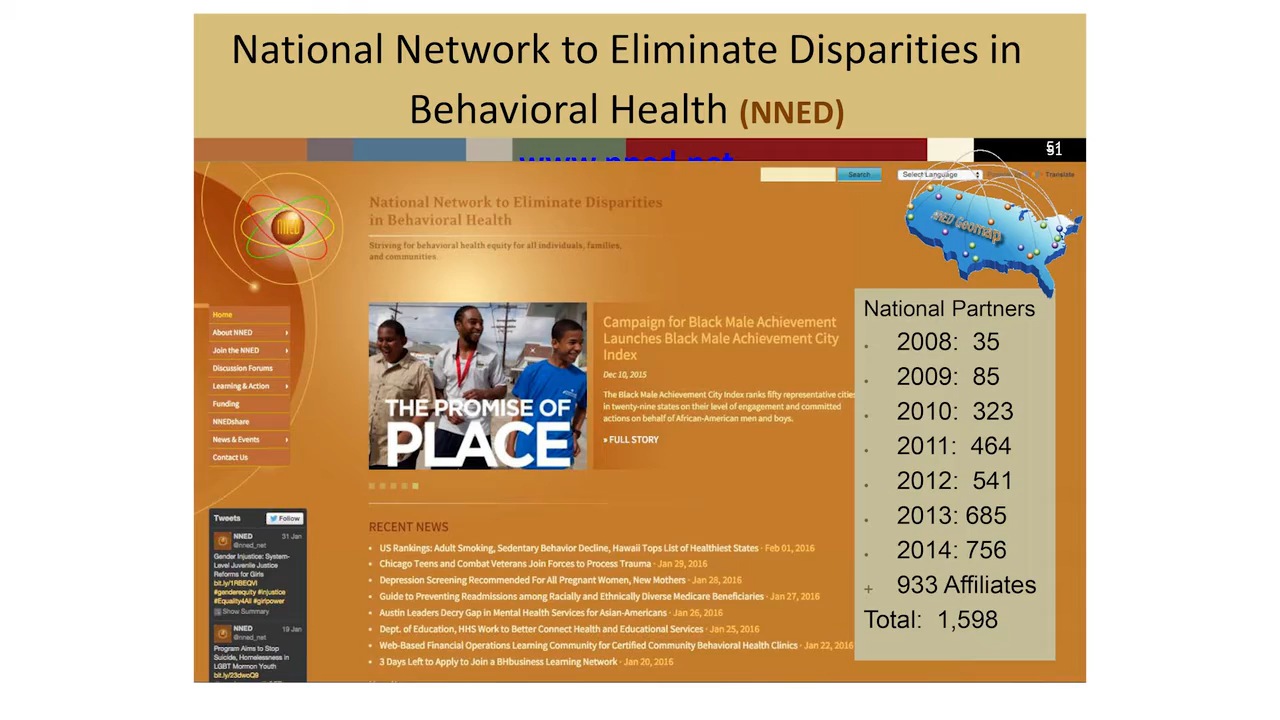 National Network to Eliminate Disparities in
Behavioral Health (NNED)
www.nned.net
51
Search
Select Language
Translate
NNED
National Network to Eliminate Disparities
in Behavioral Health
Striving for behavioral health equity for all individuals, families,
and communities.
NNED Geomap
Home
About NNED
Join the NNED
Discussion Forums
Learning & Action
Funding
NNEDshare
News & Events
Contact Us
THE PROMISE OF
PLACE
Campaign for Black Male Achievement
Launches Black Male Achievement City
Index
Dec 10, 2015
The Black Male Achievement City Index ranks fifty representative cities
in twenty-nine states on their level of engagement and committed
actions on behalf of African-American men and boys.
» FULL STORY
National Partners
2008: 35
2009: 85
2010: 323
2011: 464
2012: 541
2013: 685
2014: 756
+ 933 Affiliates
Total: 1,598
Tweets
Follow
NNED 31 Jan
@nned_net
Gender Injustice: System-
Level Juvenile Justice
Reforms for Girls
bit.ly/1RBEQVI
#genderequity #injustice
#Equality4All #girlpower
Show Summary
NNED 19 Jan
@nned_net
Program Aims to Stop
Suicide, Homelessness in
LGBT Mormon Youth
bit.ly/23dwoQ9
RECENT NEWS
• US Rankings: Adult Smoking, Sedentary Behavior Decline, Hawaii Tops List of Healthiest States · Feb 01, 2016
• Chicago Teens and Combat Veterans Join Forces to Process Trauma · Jan 29, 2016
• Depression Screening Recommended For All Pregnant Women, New Mothers · Jan 28, 2016
• Guide to Preventing Readmissions among Racially and Ethnically Diverse Medicare Beneficiaries · Jan 27, 2016
• Austin Leaders Decry Gap in Mental Health Services for Asian-Americans · Jan 26, 2016
• Dept. of Education, HHS Work to Better Connect Health and Educational Services · Jan 25, 2016
• Web-Based Financial Operations Learning Community for Certified Community Behavioral Health Clinics · Jan 22, 2016
• 3 Days Left to Apply to Join a BHbusiness Learning Network · Jan 20, 2016